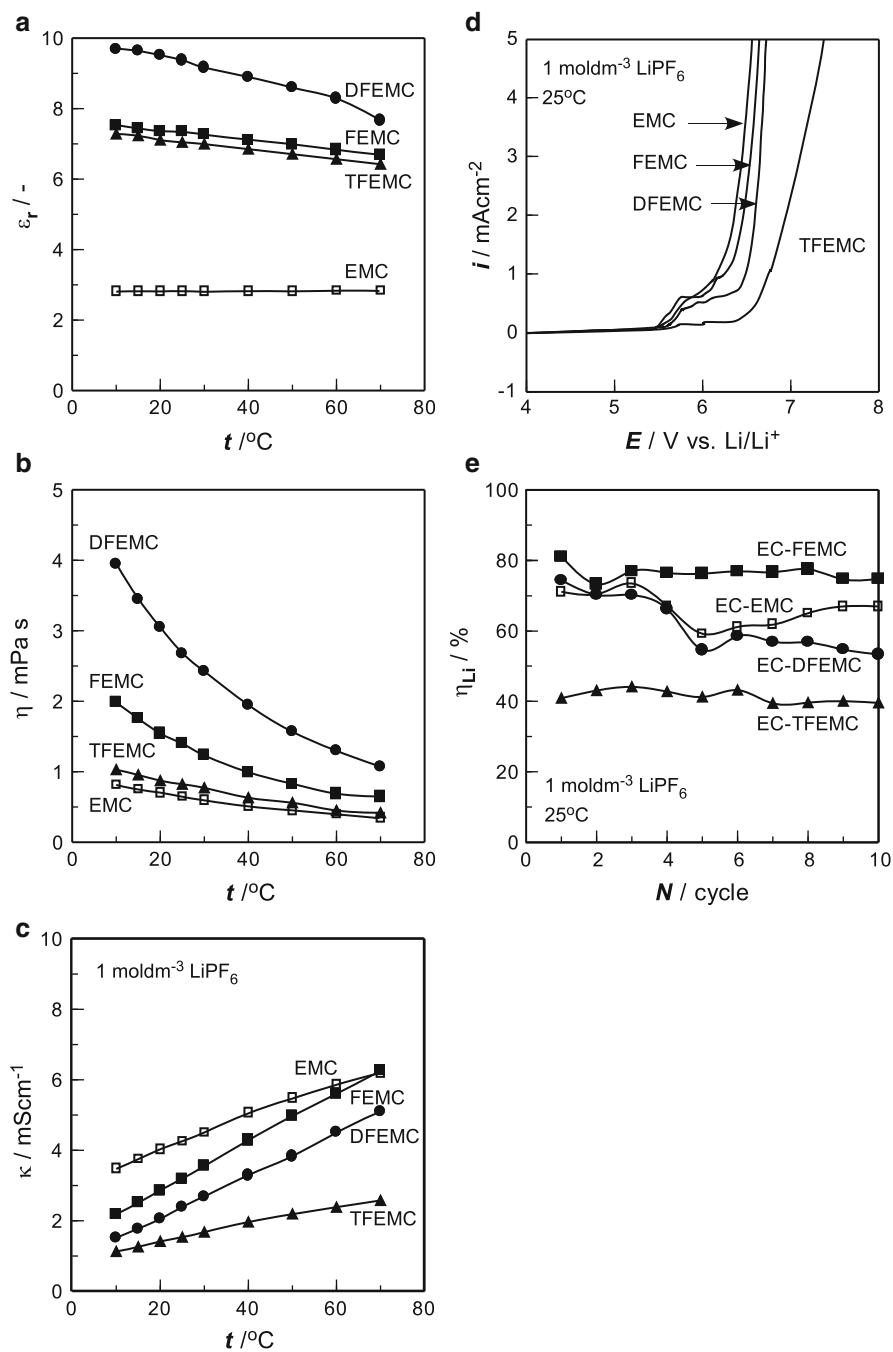 a
10
8
6
4
2
0
εr / -
DFEMC
FEMC
TFEMC
EMC
0 20 40 60 80
t /°C
b
5
4
3
2
1
0
η / mPa s
DFEMC
FEMC
TFEMC
EMC
0 20 40 60 80
t /°C
c
10
8
6
4
2
0
κ / mScm-1
1 moldm-3 LiPF6
EMC
FEMC
DFEMC
TFEMC
0 20 40 60 80
t /°C
d
5
4
3
2
1
0
-1
i / mAcm-2
1 moldm-3 LiPF6
25°C
EMC
FEMC
DFEMC
TFEMC
4 5 6 7 8
E / V vs. Li/Li+
e
100
80
60
40
20
0
ηLi / %
EC-FEMC
EC-EMC
EC-DFEMC
EC-TFEMC
1 moldm-3 LiPF6
25°C
0 2 4 6 8 10
N / cycle